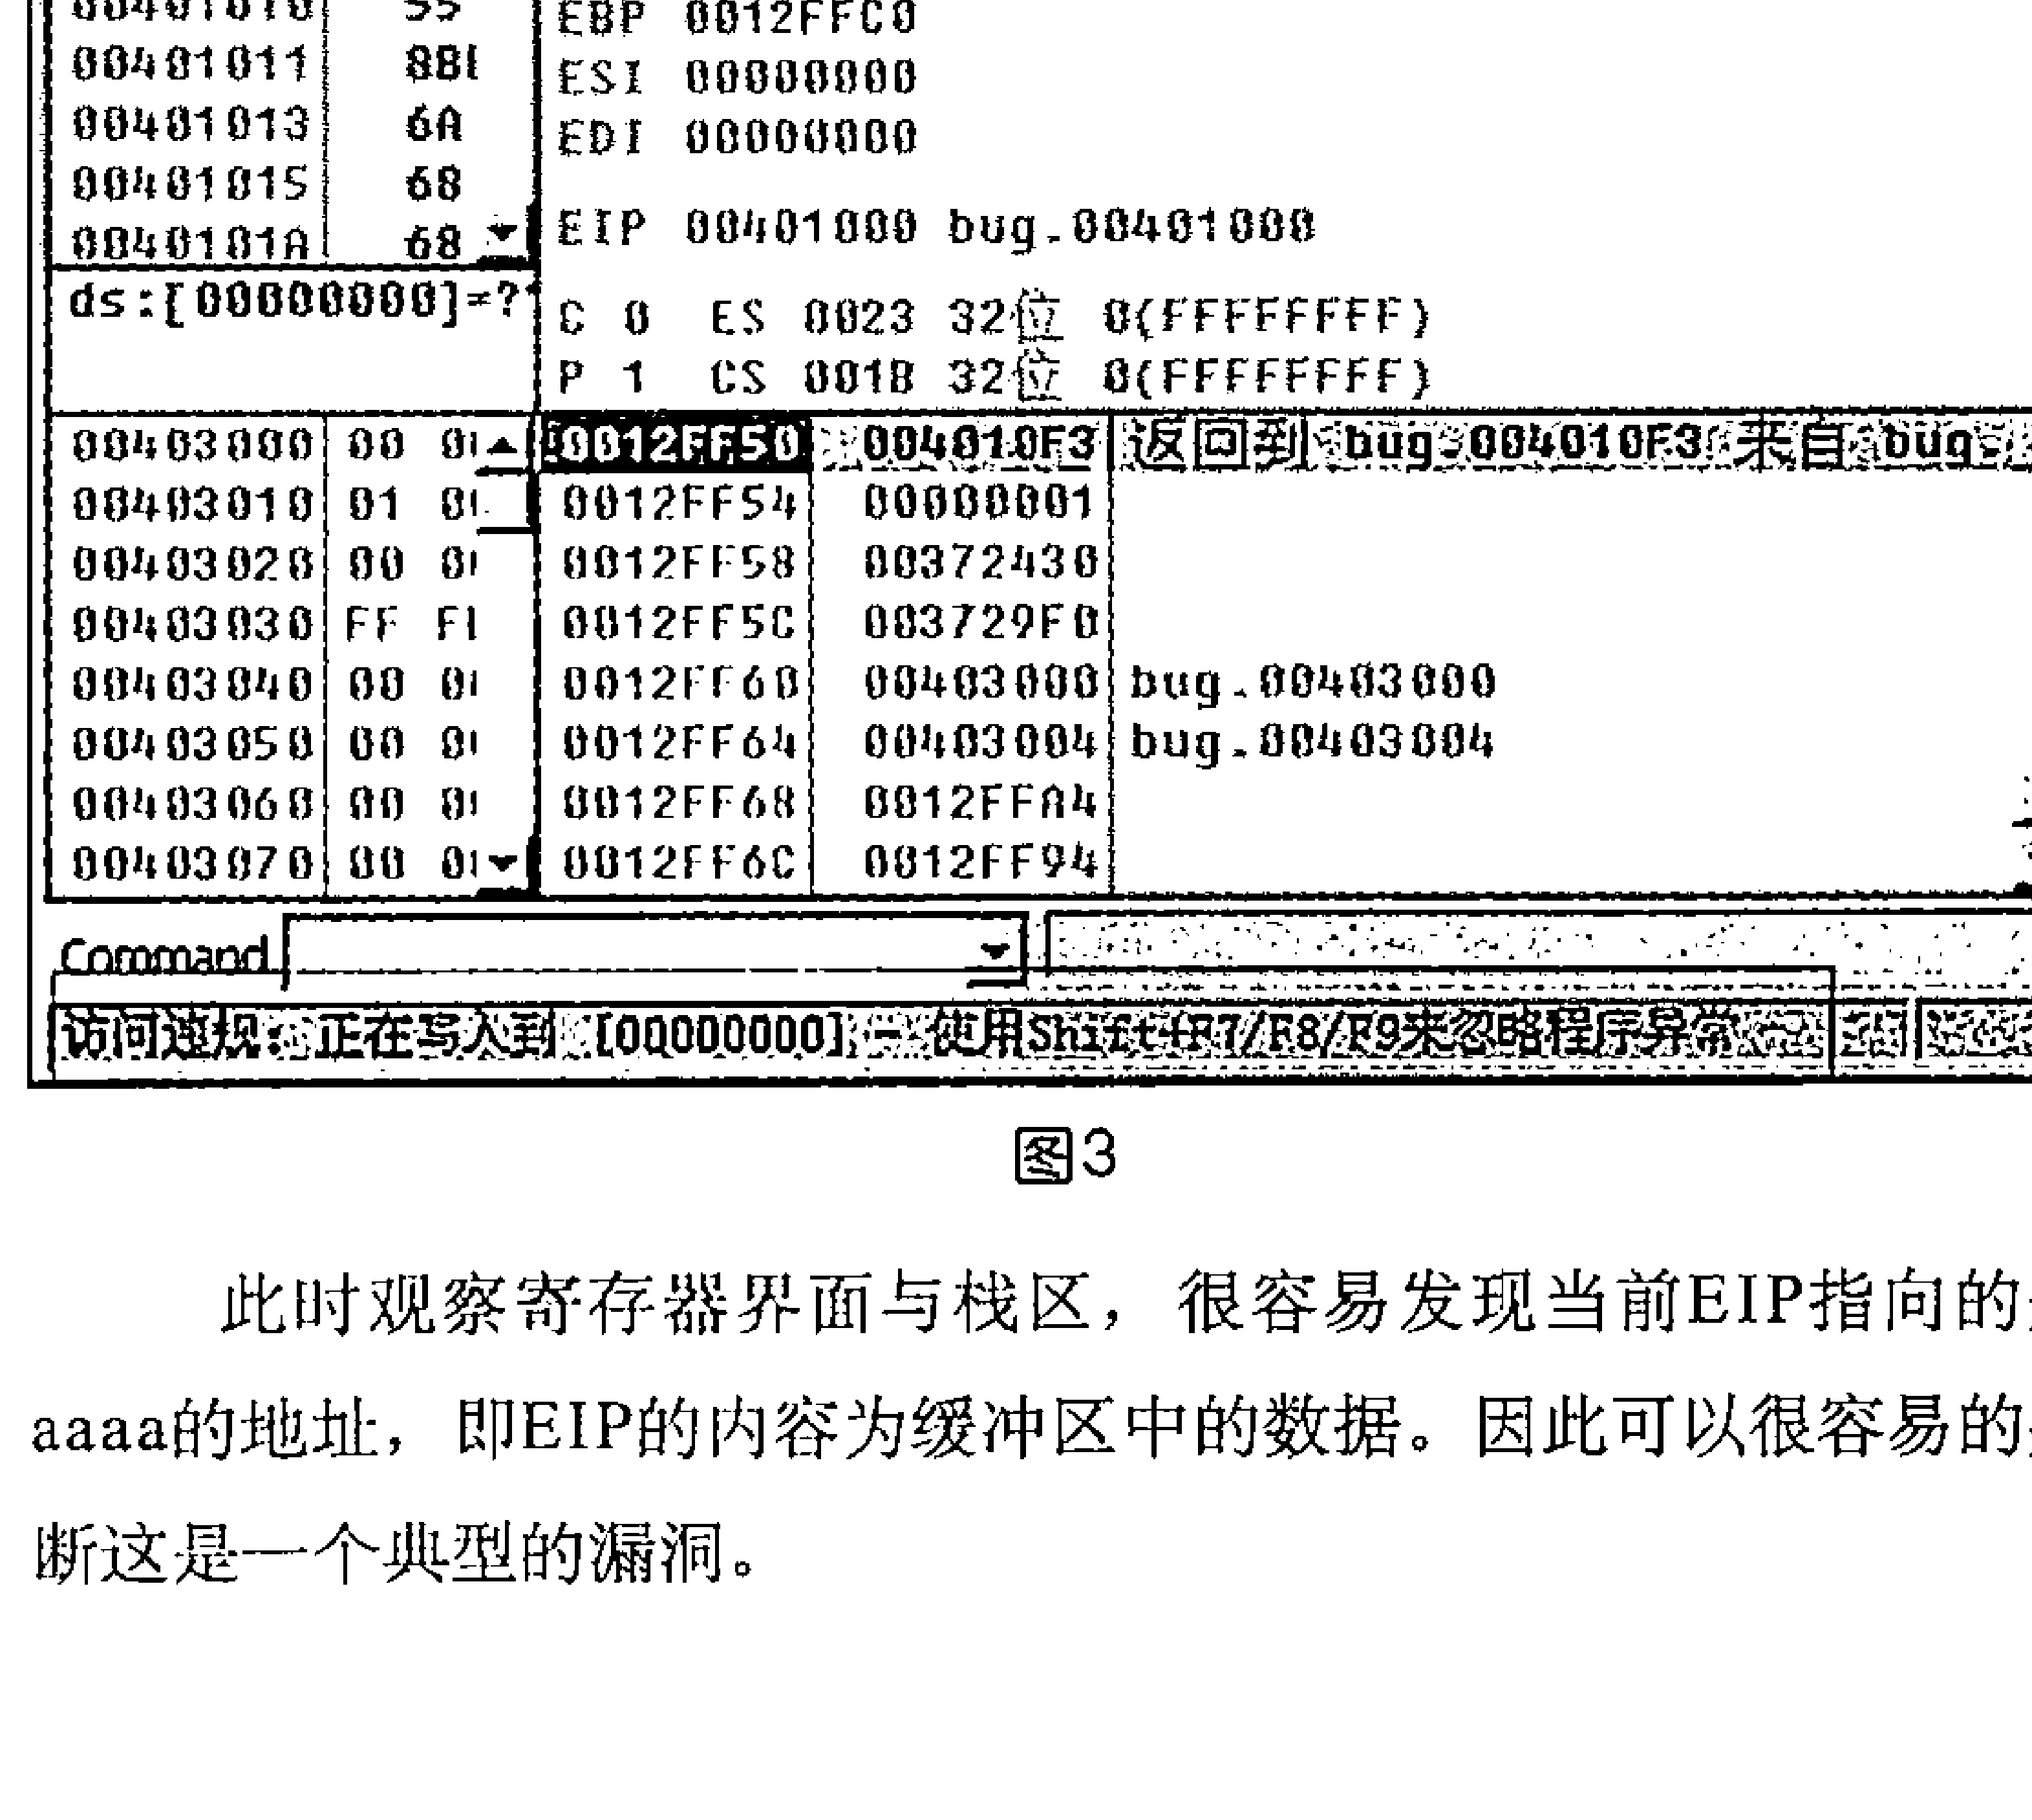 00401010 55
00401011 8B
00401013 6A
00401015 68
0040101A 68
EBP 0012FFC0
ESI 00000000
EDI 00000000
EIP 00401000 bug.00401000
ds:[00000000]=?
C 0 ES 0023 32位 0(FFFFFFFF)
P 1 CS 001B 32位 0(FFFFFFFF)
00403000 00
00403010 01
00403020 00
00403030 FF
00403040 00
00403050 00
00403060 00
00403070 00
0012FF50 004010F3 返回到 bug.004010F3 来自 bug.
0012FF54 00000001
0012FF58 00372430
0012FF5C 003729F0
0012FF60 00403000 bug.00403000
0012FF64 00403004 bug.00403004
0012FF68 0012FFA4
0012FF6C 0012FF94
Command
访问违规: 正在写入到 [00000000] - 使用Shift+F7/F8/F9来忽略程序异常
图3
此时观察寄存器界面与栈区，很容易发现当前EIP指向的
aaaa的地址，即EIP的内容为缓冲区中的数据。因此可以很容易的
断这是一个典型的漏洞。